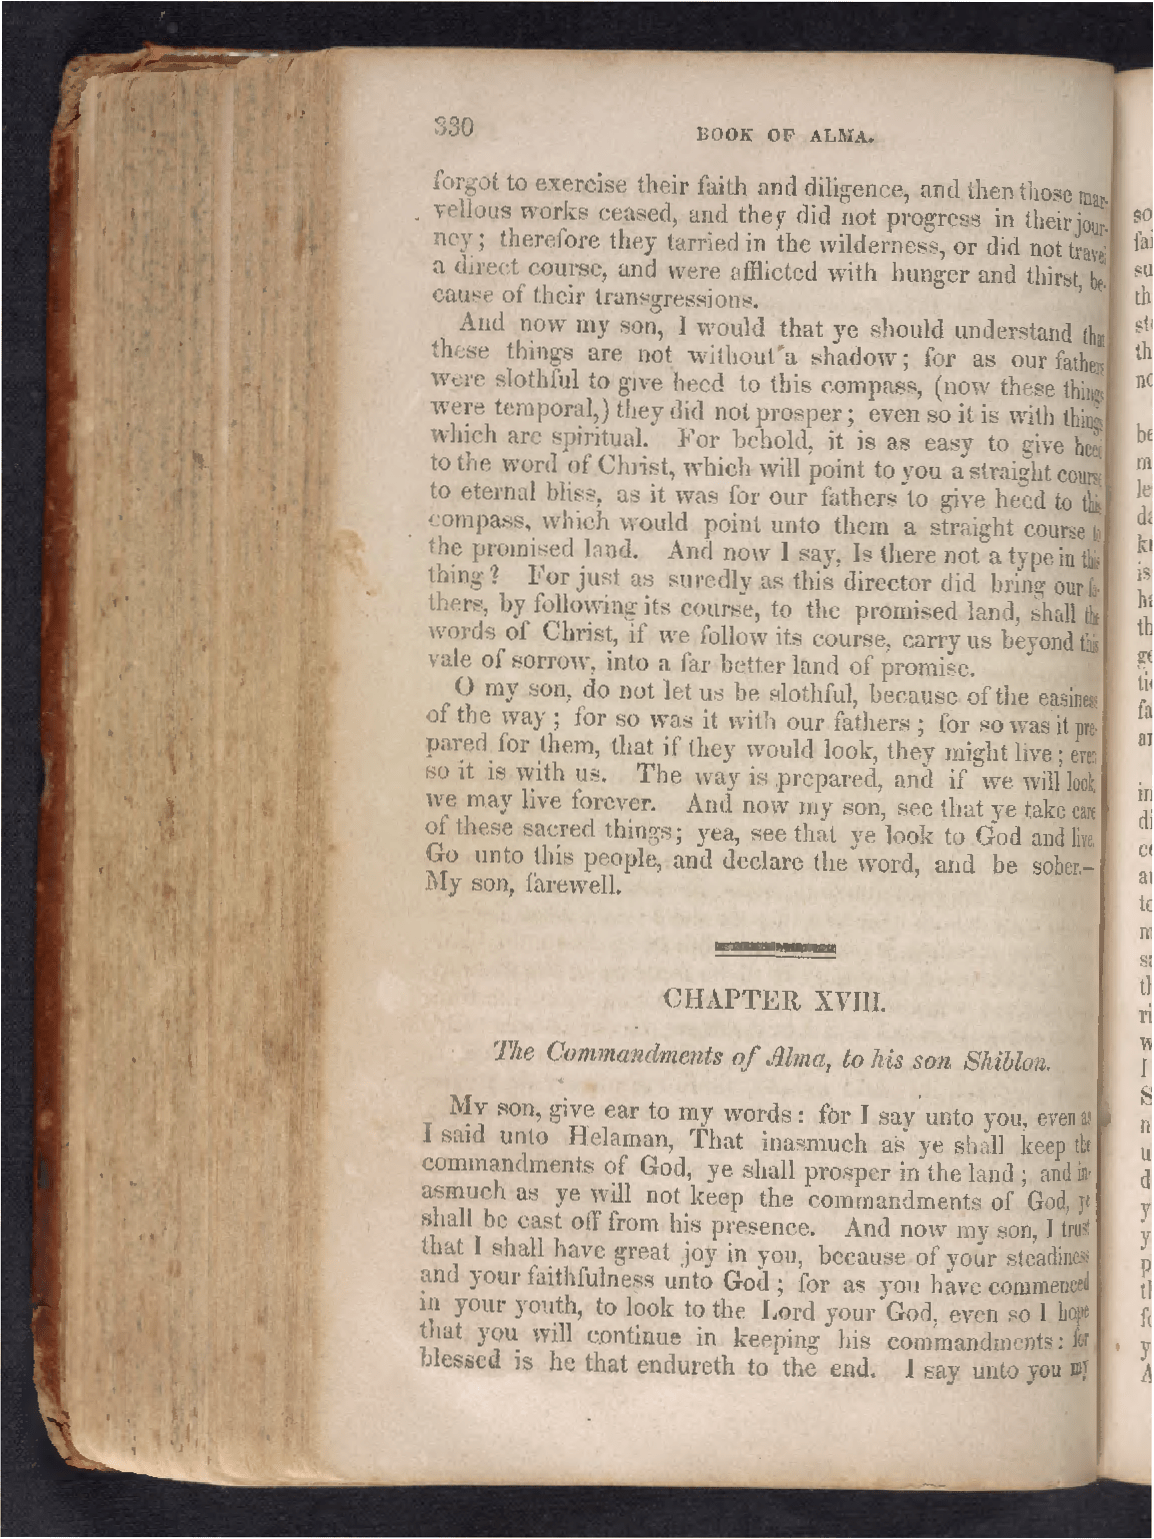 330
BOOK OF ALMA.
forgot to exercise their faith and diligence, and then those mar-
vellous works ceased, and they did not progress in their jour-
ney; therefore they tarried in the wilderness, or did not travel
a direct course, and were afflicted with hunger and thirst, be-
cause of their transgressions.
And now my son, I would that ye should understand that
these things are not without a shadow; for as our fathers
were slothful to give heed to this compass, (now these things
were temporal,) they did not prosper; even so it is with things
which are spiritual. For behold, it is as easy to give heed
to the word of Christ, which will point to you a straight course
to eternal bliss, as it was for our fathers to give heed to this
compass, which would point unto them a straight course to
the promised land. And now I say, Is there not a type in this
thing? For just as suredly as this director did bring our fa-
thers, by following its course, to the promised land, shall the
words of Christ, if we follow its course, carry us beyond this
vale of sorrow, into a far better land of promise.
O my son, do not let us be slothful, because of the easiness
of the way; for so was it with our fathers; for so was it pre-
pared for them, that if they would look, they might live; even
so it is with us. The way is prepared, and if we will look,
we may live forever. And now my son, see that ye take care
of these sacred things; yea, see that ye look to God and live.
Go unto this people, and declare the word, and be sober.—
My son, farewell.
CHAPTER XVIII.
The Commandments of Alma, to his son Shiblon.
My son, give ear to my words: for I say unto you, even as
I said unto Helaman, That inasmuch as ye shall keep the
commandments of God, ye shall prosper in the land; and in-
asmuch as ye will not keep the commandments of God, ye
shall be cast off from his presence. And now my son, I trust
that I shall have great joy in you, because of your steadiness
and your faithfulness unto God; for as you have commenced
in your youth, to look to the Lord your God, even so I hope
that you will continue in keeping his commandments: for
blessed is he that endureth to the end. I say unto you my